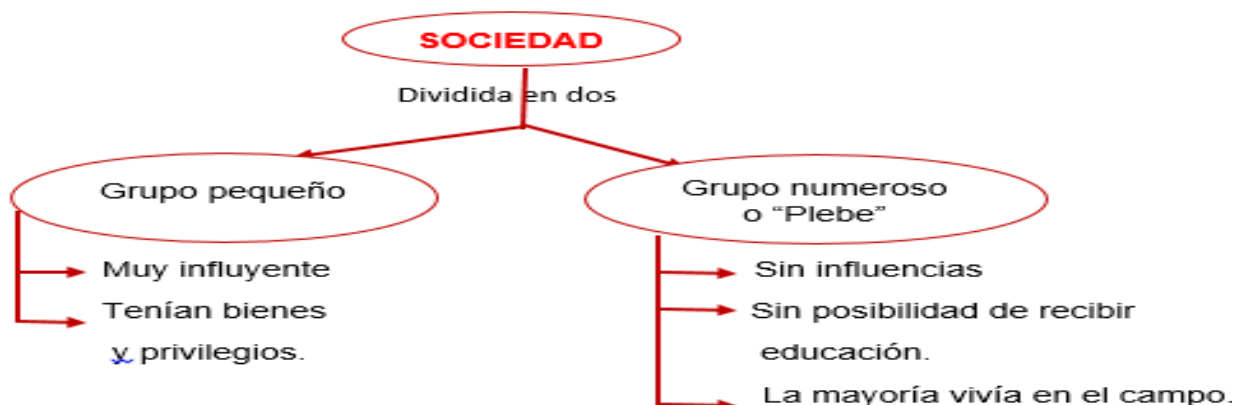 SOCIEDAD
Dividida en dos
Grupo pequeño
Muy influyente
Tenían bienes
y privilegios.
Grupo numeroso
o “Plebe”
Sin influencias
Sin posibilidad de recibir
educación.
La mayoría vivía en el campo.